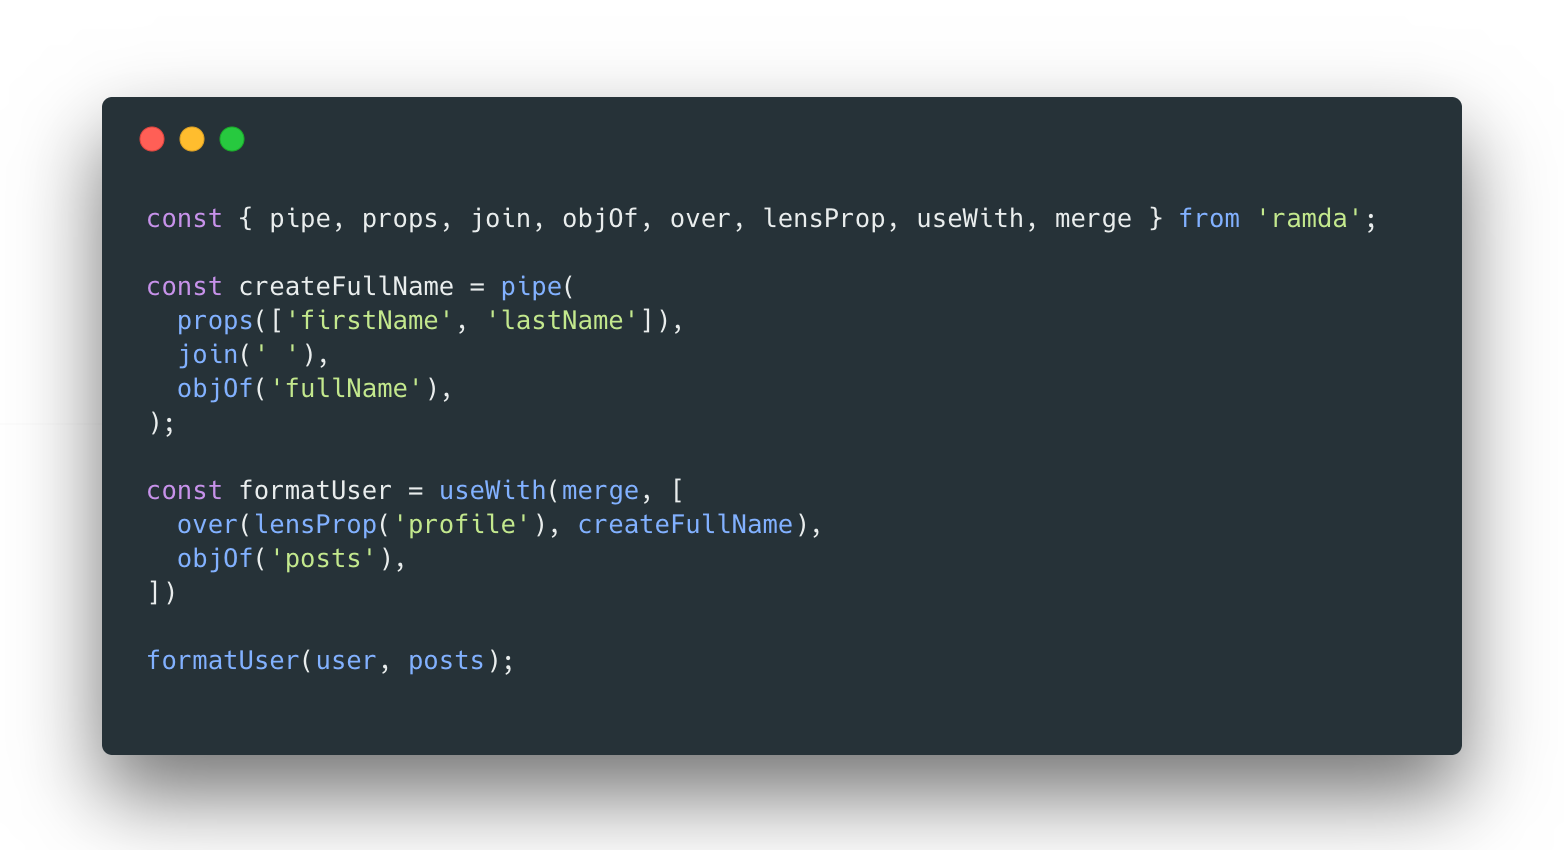 const { pipe, props, join, objOf, over, lensProp, useWith, merge } from 'ramda';
const createFullName = pipe(
props(['firstName', 'lastName']),
join(' '),
objOf('fullName'),
);
const formatUser = useWith(merge, [
over(lensProp('profile'), createFullName),
objOf('posts'),
])
formatUser(user, posts);